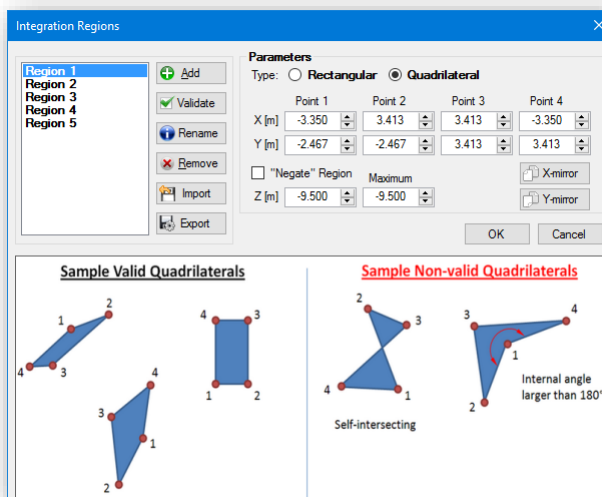 Integration Regions
Region 1
Region 2
Region 3
Region 4
Region 5
Add
Validate
Rename
Remove
Import
Export
Parameters
Type: Rectangular Quadrilateral
Point 1 Point 2 Point 3 Point 4
X [m] -3.350 3.413 3.413 -3.350
Y [m] -2.467 -2.467 3.413 3.413
"Negate" Region Maximum
Z [m] -9.500 -9.500
X-mirror
Y-mirror
OK Cancel
Sample Valid Quadrilaterals
1 2 3 4
4 3 1 2
4 3 1 2
Sample Non-valid Quadrilaterals
2 3 4 1
Self-intersecting
3 4 1 2
Internal angle
larger than 180°